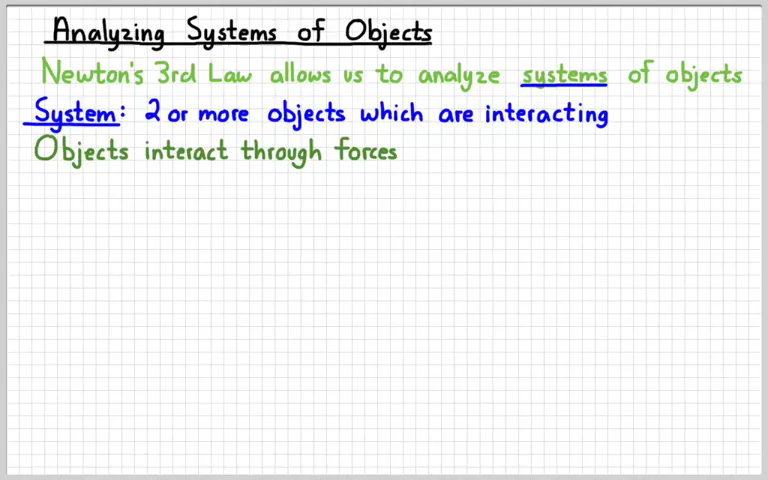 Analyzing Systems of Objects
Newton's 3rd Law allows us to analyze systems of objects
System: 2 or more objects which are interacting
Objects interact through forces